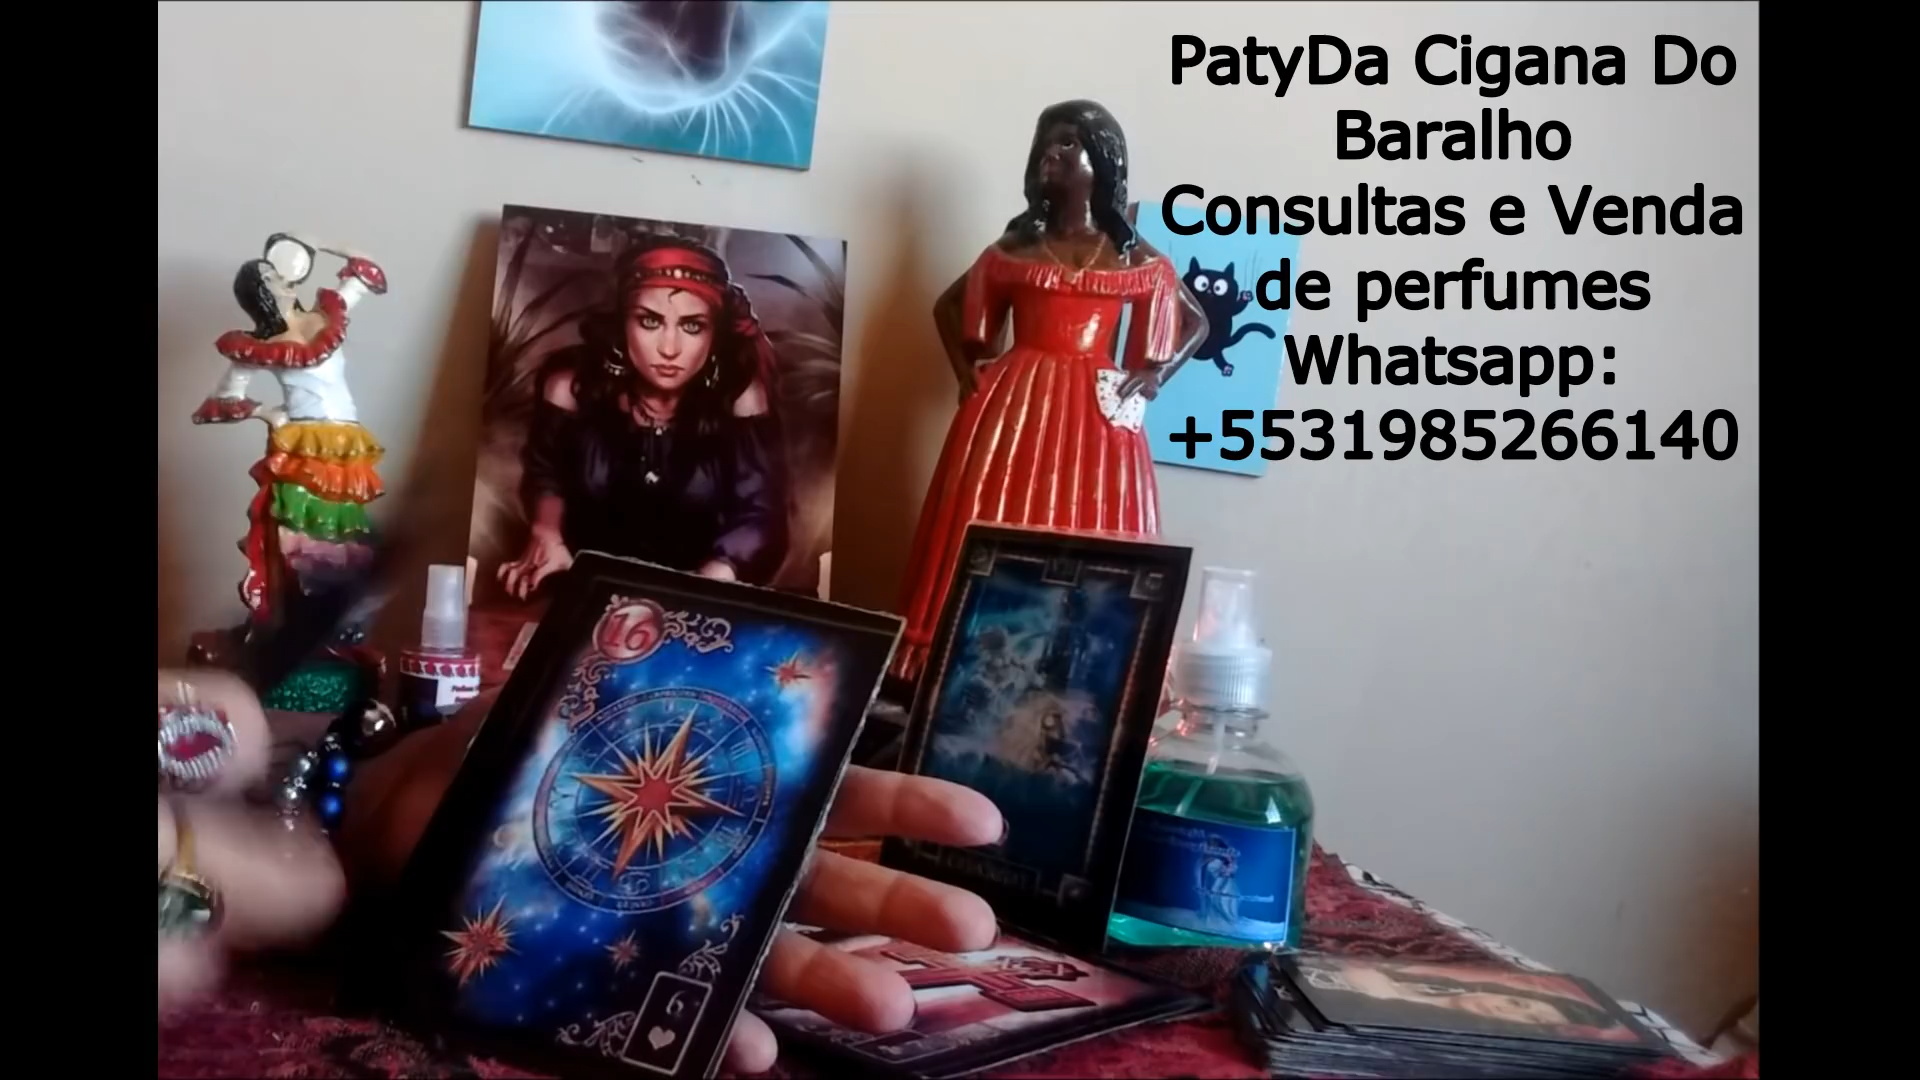 PatyDa Cigana Do
Baralho
Consultas e Venda
de perfumes
Whatsapp:
+5531985266140
16
6